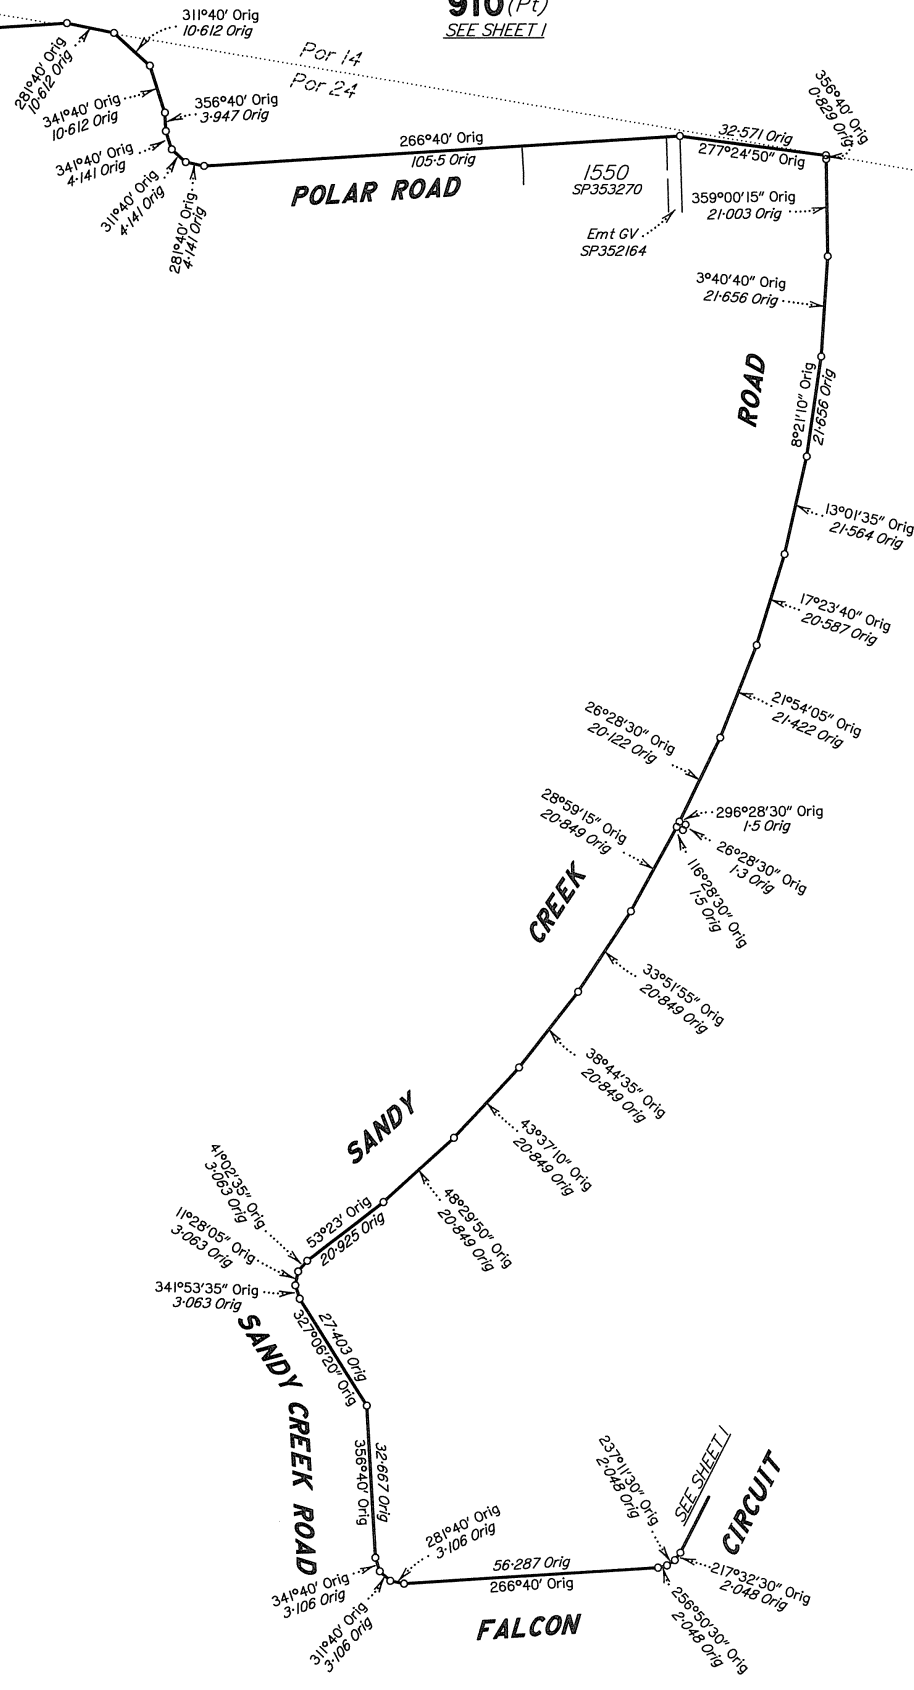 910 (Pt)
SEE SHEET 1
311°40' Orig
10·612 Orig
281°40' Orig
10·612 Orig
Por 14
Por 24
341°40' Orig
10·612 Orig
356°40' Orig
3·947 Orig
341°40' Orig
4·141 Orig
311°40' Orig
4·141 Orig
281°40' Orig
4·141 Orig
266°40' Orig
105·5 Orig
POLAR ROAD
1550
SP353270
Emt GV
SP352164
32·571 Orig
277°24'50" Orig
356°40' Orig
0·829 Orig
359°00'15" Orig
21·003 Orig
3°40'40" Orig
21·656 Orig
ROAD
8°21'10" Orig
21·656 Orig
13°01'35" Orig
21·564 Orig
17°23'40" Orig
20·587 Orig
21°54'05" Orig
21·422 Orig
26°28'30" Orig
20·122 Orig
296°28'30" Orig
1·5 Orig
26°28'30" Orig
1·3 Orig
116°28'30" Orig
1·5 Orig
28°59'15" Orig
20·849 Orig
CREEK
33°51'55" Orig
20·849 Orig
38°44'35" Orig
20·849 Orig
43°37'10" Orig
20·849 Orig
SANDY
48°29'50" Orig
20·849 Orig
53°23' Orig
20·925 Orig
41°02'35" Orig
3·063 Orig
11°28'05" Orig
3·063 Orig
341°53'35" Orig
3·063 Orig
27·403 Orig
327°06'20" Orig
SANDY CREEK ROAD
32·667 Orig
356°40' Orig
341°40' Orig
3·106 Orig
311°40' Orig
3·106 Orig
281°40' Orig
3·106 Orig
56·287 Orig
266°40' Orig
FALCON
237°11'30" Orig
2·048 Orig
SEE SHEET 1
CIRCUIT
217°32'30" Orig
2·048 Orig
256°50'30" Orig
2·048 Orig